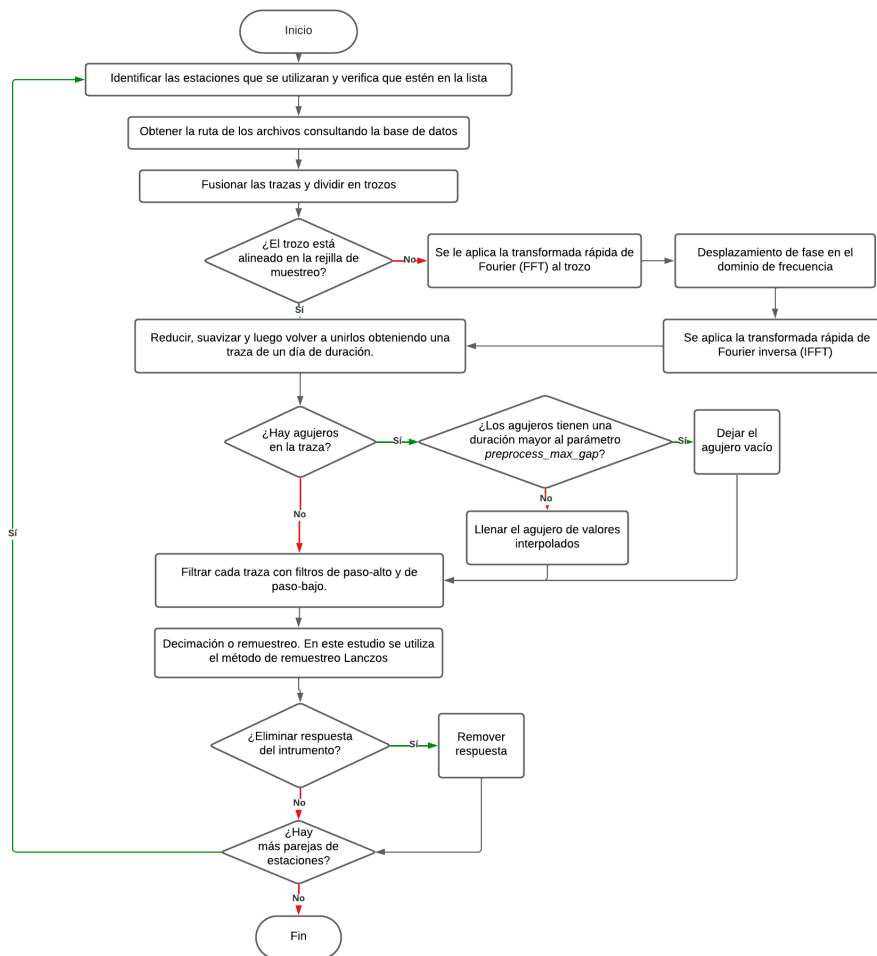 Inicio
Identificar las estaciones que se utilizaran y verifica que estén en la lista
Obtener la ruta de los archivos consultando la base de datos
Fusionar las trazas y dividir en trozos
¿El trozo está
alineado en la rejilla de
muestreo?
No
Se le aplica la transformada rápida de
Fourier (FFT) al trozo
Desplazamiento de fase en el
dominio de frecuencia
Sí
Reducir, suavizar y luego volver a unirlos obteniendo una
traza de un día de duración.
Se aplica la transformada rápida de
Fourier inversa (IFFT)
¿Hay agujeros
en la traza?
Sí
¿Los agujeros tienen una
duración mayor al parámetro
preprocess_max_gap?
Sí
Dejar el
agujero vacío
No
No
Llenar el agujero de valores
interpolados
Sí
Filtrar cada traza con filtros de paso-alto y de
paso-bajo.
Decimación o remuestreo. En este estudio se utiliza
el método de remuestreo Lanczos
¿Eliminar respuesta
del intrumento?
Sí
Remover
respuesta
No
¿Hay
más parejas de
estaciones?
No
Fin